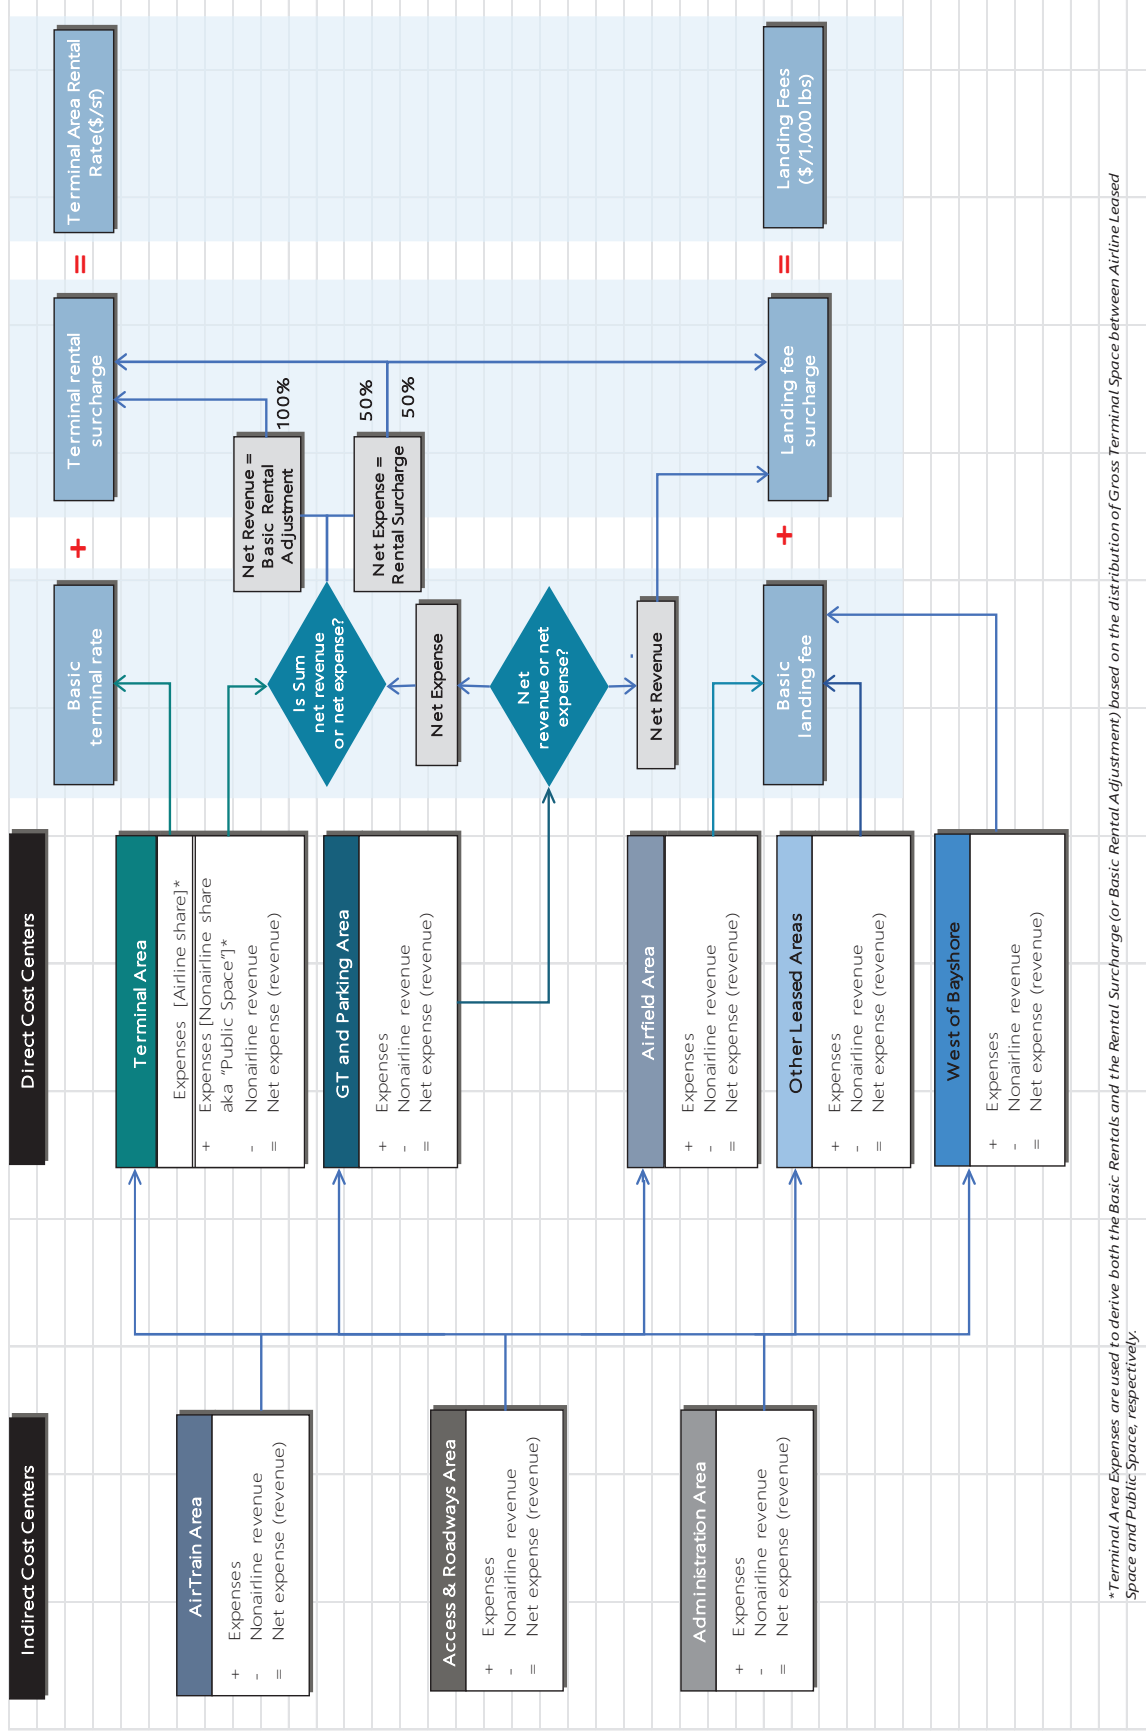 Indirect Cost Centers
AirTrain Area
+ Expenses
- Nonairline revenue
= Net expense (revenue)
Access & Roadways Area
+ Expenses
- Nonairline revenue
= Net expense (revenue)
Administration Area
+ Expenses
- Nonairline revenue
= Net expense (revenue)
Direct Cost Centers
Terminal Area
Expenses [Airline share]*
+ Expenses [Nonairline share
aka "Public Space"]*
- Nonairline revenue
= Net expense (revenue)
GT and Parking Area
+ Expenses
- Nonairline revenue
= Net expense (revenue)
Airfield Area
+ Expenses
- Nonairline revenue
= Net expense (revenue)
Other Leased Areas
+ Expenses
- Nonairline revenue
= Net expense (revenue)
West of Bayshore
+ Expenses
- Nonairline revenue
= Net expense (revenue)
Basic
terminal rate
Is Sum
net revenue
or net expense?
Net Expense
Net
revenue or net
expense?
Net Revenue
Basic
landing fee
+
+
Terminal rental
surcharge
Net Revenue =
Basic Rental
Adjustment
100%
Net Expense =
Rental Surcharge
50%
50%
Landing fee
surcharge
=
=
Terminal Area Rental
Rate($/sf)
Landing Fees
($/1,000 lbs)
*Terminal Area Expenses are used to derive both the Basic Rentals and the Rental Surcharge (or Basic Rental Adjustment) based on the distribution of Gross Terminal Space between Airline Leased
Space and Public Space, respectively.